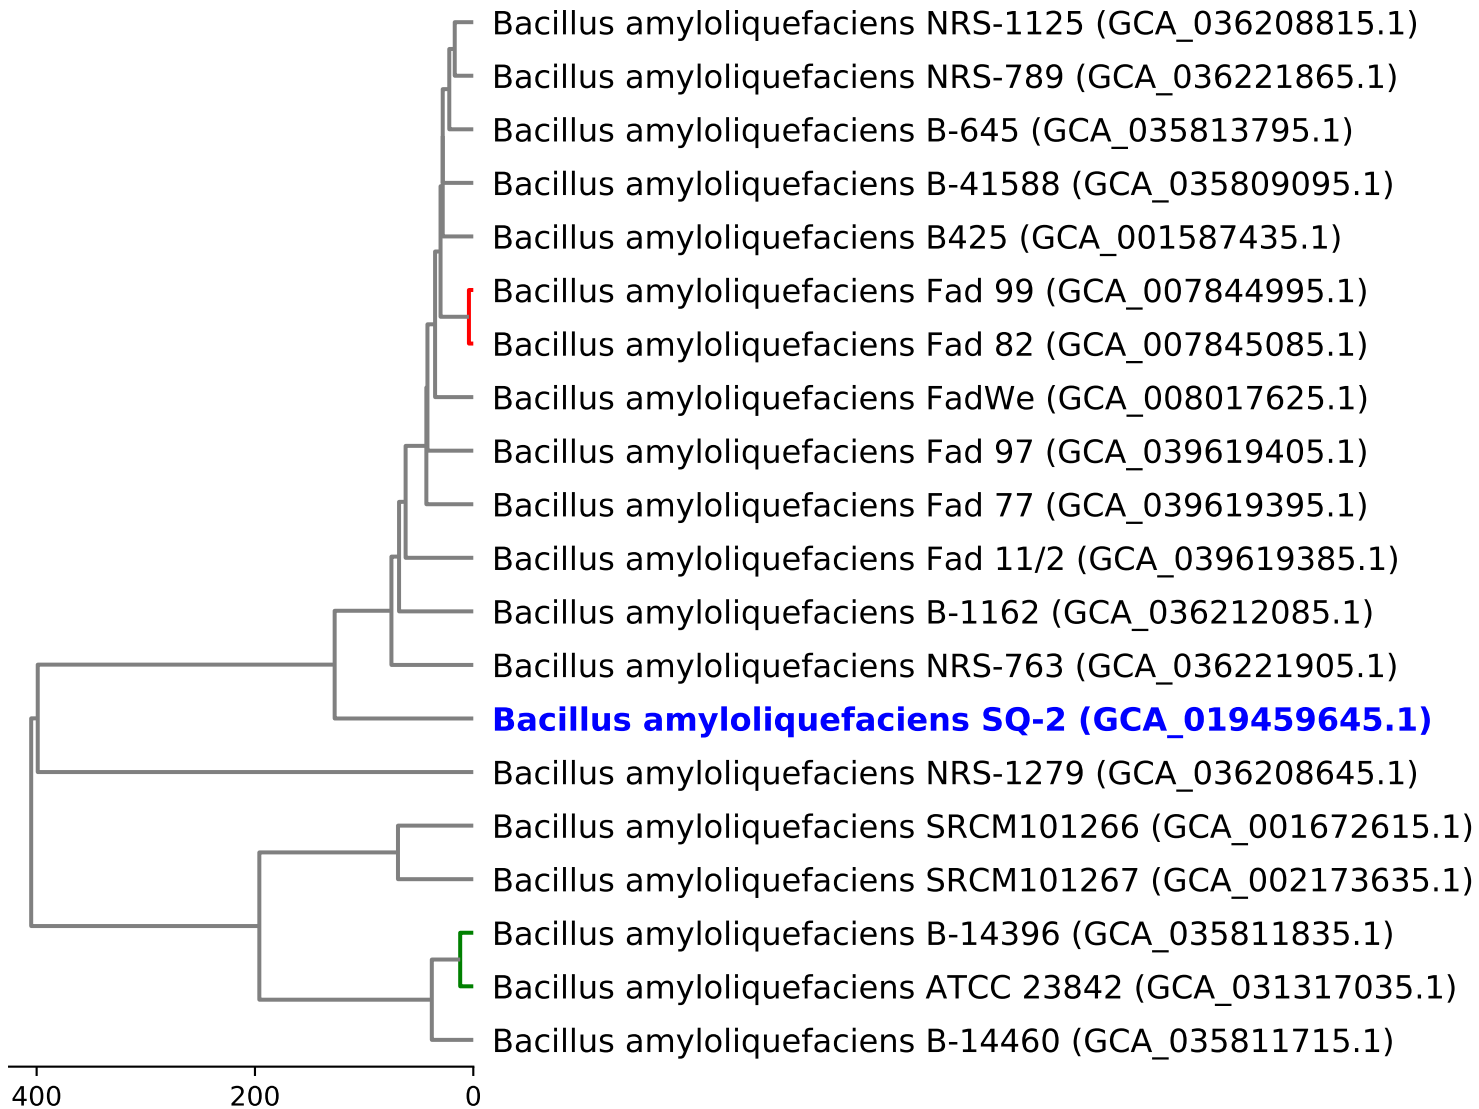 Bacillus amyloliquefaciens NRS-1125 (GCA_036208815.1)
Bacillus amyloliquefaciens NRS-789 (GCA_036221865.1)
Bacillus amyloliquefaciens B-645 (GCA_035813795.1)
Bacillus amyloliquefaciens B-41588 (GCA_035809095.1)
Bacillus amyloliquefaciens B425 (GCA_001587435.1)
Bacillus amyloliquefaciens Fad 99 (GCA_007844995.1)
Bacillus amyloliquefaciens Fad 82 (GCA_007845085.1)
Bacillus amyloliquefaciens FadWe (GCA_008017625.1)
Bacillus amyloliquefaciens Fad 97 (GCA_039619405.1)
Bacillus amyloliquefaciens Fad 77 (GCA_039619395.1)
Bacillus amyloliquefaciens Fad 11/2 (GCA_039619385.1)
Bacillus amyloliquefaciens B-1162 (GCA_036212085.1)
Bacillus amyloliquefaciens NRS-763 (GCA_036221905.1)
Bacillus amyloliquefaciens SQ-2 (GCA_019459645.1)
Bacillus amyloliquefaciens NRS-1279 (GCA_036208645.1)
Bacillus amyloliquefaciens SRCM101266 (GCA_001672615.1)
Bacillus amyloliquefaciens SRCM101267 (GCA_002173635.1)
Bacillus amyloliquefaciens B-14396 (GCA_035811835.1)
Bacillus amyloliquefaciens ATCC 23842 (GCA_031317035.1)
Bacillus amyloliquefaciens B-14460 (GCA_035811715.1)
400 200 0